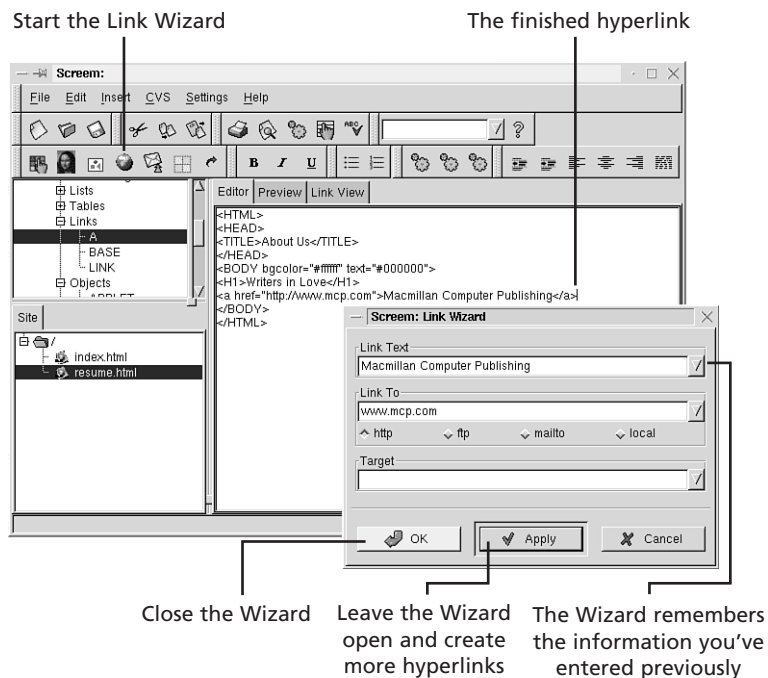 Start the Link Wizard
The finished hyperlink
Screem:
File Edit Insert CVS Settings Help
ABC
?
B I U
Lists
Tables
Links
A
BASE
LINK
Objects
Editor Preview Link View
<HTML>
<HEAD>
<TITLE>About Us</TITLE>
</HEAD>
<BODY bgcolor="#ffffff" text="#000000">
<H1>Writers in Love</H1>
<a href="http://www.mcp.com">Macmillan Computer Publishing</a>
</BODY>
</HTML>
Site
/
index.html
resume.html
Screem: Link Wizard
Link Text
Macmillan Computer Publishing
Link To
www.mcp.com
http ftp mailto local
Target
OK Apply Cancel
Close the Wizard
Leave the Wizard
open and create
more hyperlinks
The Wizard remembers
the information you've
entered previously